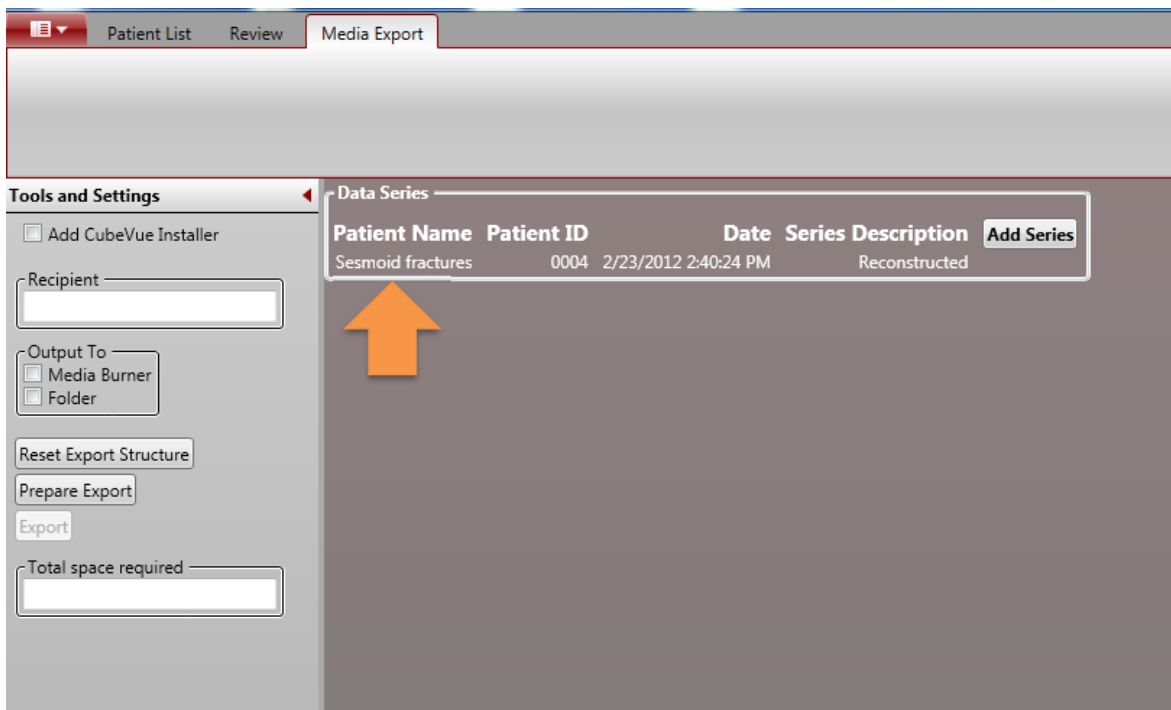 Patient List Review Media Export
Tools and Settings
Add CubeVue Installer
Recipient
Output To
Media Burner
Folder
Reset Export Structure
Prepare Export
Export
Total space required
Data Series
Patient Name Patient ID Date Series Description Add Series
Sesmoid fractures 0004 2/23/2012 2:40:24 PM Reconstructed